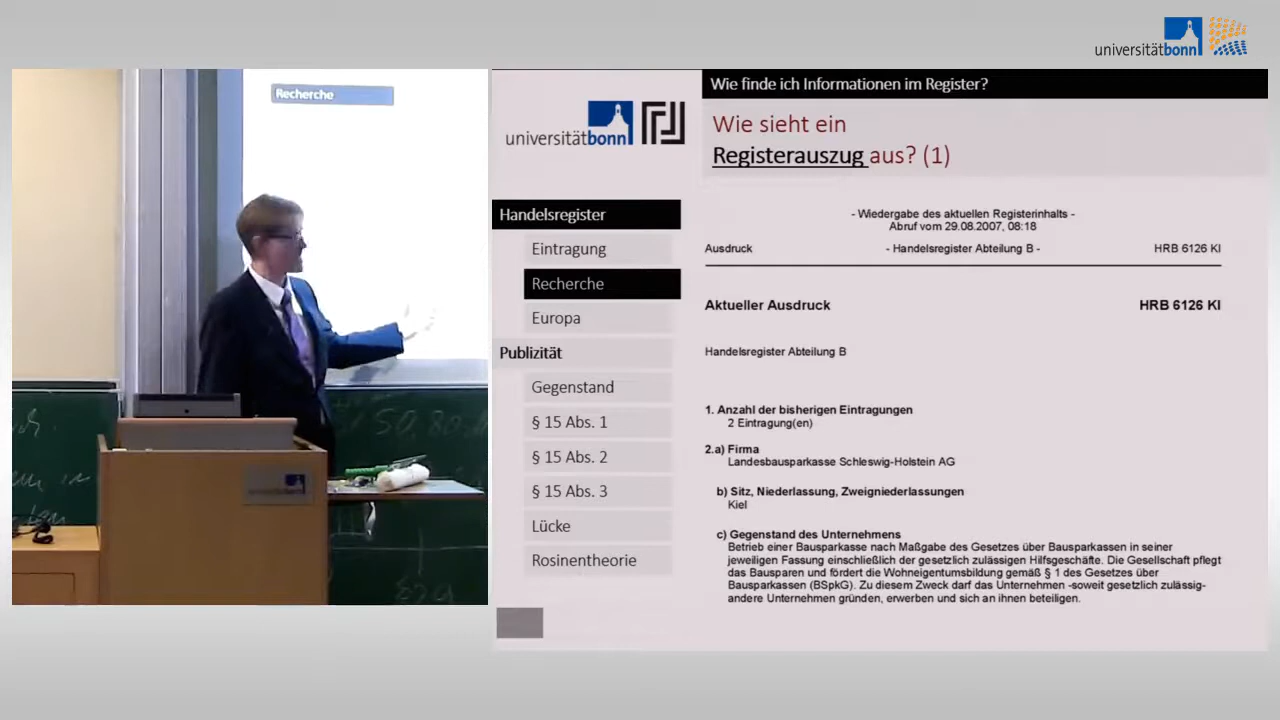 universitätbonn
Recherche
universitätbonn
Wie finde ich Informationen im Register?
Wie sieht ein
Registerauszug aus? (1)
Handelsregister
Eintragung
Recherche
Europa
Publizität
Gegenstand
§ 15 Abs. 1
§ 15 Abs. 2
§ 15 Abs. 3
Lücke
Rosinentheorie
- Wiedergabe des aktuellen Registerinhalts -
Abruf vom 29.08.2007, 08:18
Ausdruck - Handelsregister Abteilung B - HRB 6126 KI
Aktueller Ausdruck HRB 6126 KI
Handelsregister Abteilung B
1. Anzahl der bisherigen Eintragungen
2 Eintragung(en)
2.a) Firma
Landesbausparkasse Schleswig-Holstein AG
b) Sitz, Niederlassung, Zweigniederlassungen
Kiel
c) Gegenstand des Unternehmens
Betrieb einer Bausparkasse nach Maßgabe des Gesetzes über Bausparkassen in seiner
jeweiligen Fassung einschließlich der gesetzlich zulässigen Hilfsgeschäfte. Die Gesellschaft pflegt
das Bausparen und fördert die Wohneigentumsbildung gemäß § 1 des Gesetzes über
Bausparkassen (BSpkG). Zu diesem Zweck darf das Unternehmen -soweit gesetzlich zulässig-
andere Unternehmen gründen, erwerben und sich an ihnen beteiligen.